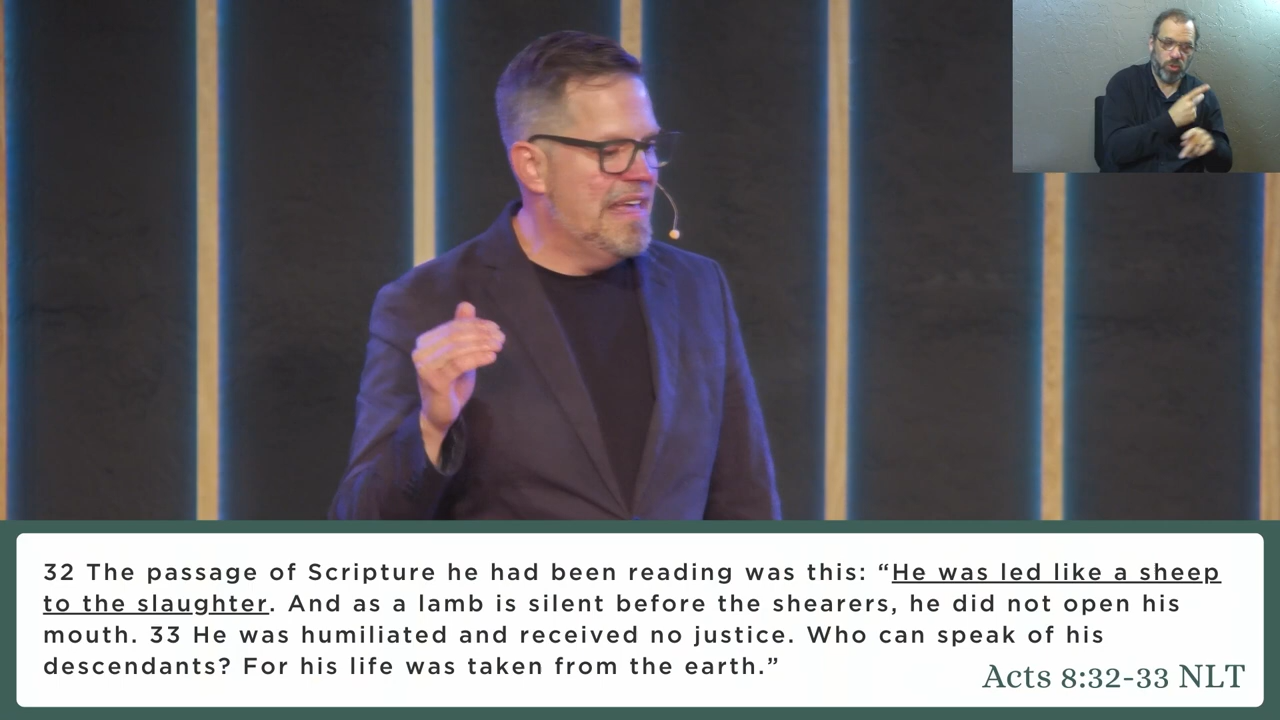 32 The passage of Scripture he had been reading was this: “He was led like a sheep
to the slaughter. And as a lamb is silent before the shearers, he did not open his
mouth. 33 He was humiliated and received no justice. Who can speak of his
descendants? For his life was taken from the earth.”
Acts 8:32-33 NLT